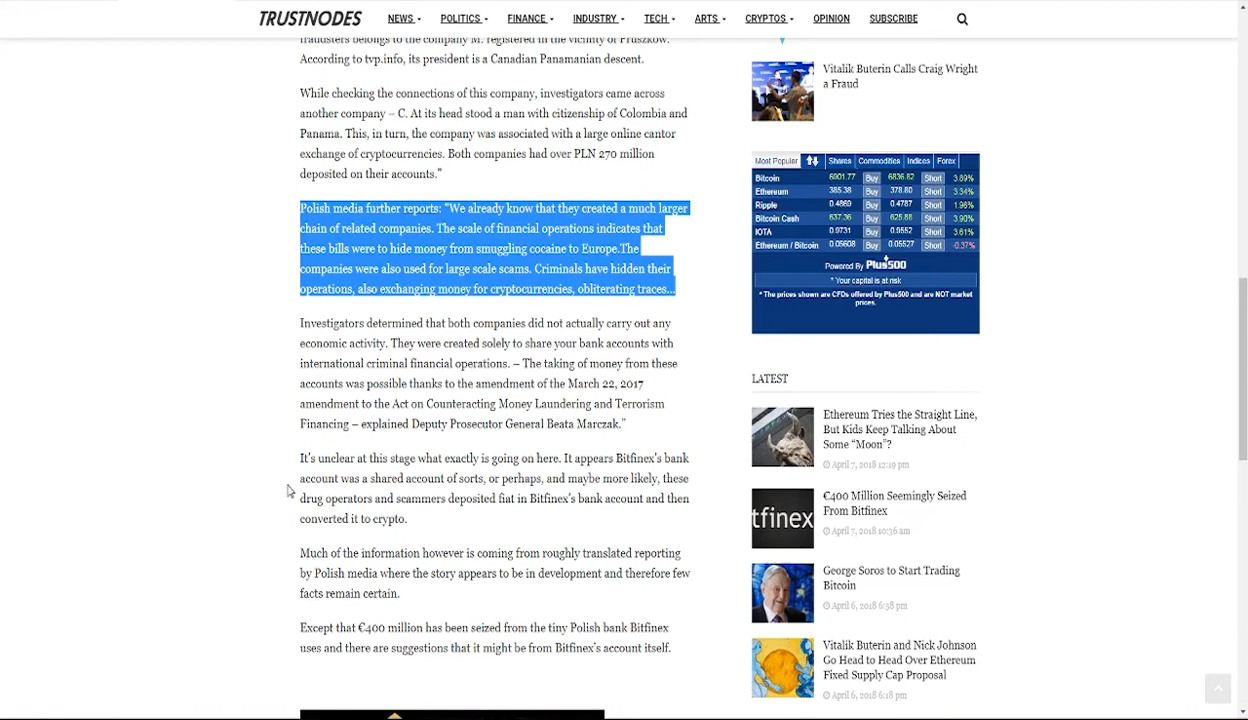 TRUSTNODES NEWS POLITICS FINANCE INDUSTRY TECH ARTS CRYPTOS OPINION SUBSCRIBE
fraudsters belongs to the company M. registered in the vicinity of Pruszkow.
According to tvp.info, its president is a Canadian Panamanian descent.
While checking the connections of this company, investigators came across
another company – C. At its head stood a man with citizenship of Colombia and
Panama. This, in turn, the company was associated with a large online cantor
exchange of cryptocurrencies. Both companies had over PLN 270 million
deposited on their accounts.”
Polish media further reports: “We already know that they created a much larger
chain of related companies. The scale of financial operations indicates that
these bills were to hide money from smuggling cocaine to Europe.The
companies were also used for large scale scams. Criminals have hidden their
operations, also exchanging money for cryptocurrencies, obliterating traces...
Investigators determined that both companies did not actually carry out any
economic activity. They were created solely to share your bank accounts with
international criminal financial operations. – The taking of money from these
accounts was possible thanks to the amendment of the March 22, 2017
amendment to the Act on Counteracting Money Laundering and Terrorism
Financing – explained Deputy Prosecutor General Beata Marczak.”
It’s unclear at this stage what exactly is going on here. It appears Bitfinex’s bank
account was a shared account of sorts, or perhaps, and maybe more likely, these
drug operators and scammers deposited fiat in Bitfinex’s bank account and then
converted it to crypto.
Much of the information however is coming from roughly translated reporting
by Polish media where the story appears to be in development and therefore few
facts remain certain.
Except that €400 million has been seized from the tiny Polish bank Bitfinex
uses and there are suggestions that it might be from Bitfinex’s account itself.
Vitalik Buterin Calls Craig Wright
a Fraud
Most Popular Shares Commodities Indices Forex
Bitcoin 6901.77 Buy 6836.82 Short 3.89%
Ethereum 385.38 Buy 378.80 Short 3.34%
Ripple 0.4869 Buy 0.4787 Short 1.96%
Bitcoin Cash 637.36 Buy 625.88 Short 3.90%
IOTA 0.9731 Buy 0.9552 Short 3.61%
Ethereum / Bitcoin 0.05608 Buy 0.05527 Short -0.37%
Powered By Plus500
* Your capital is at risk
* The prices shown are CFDs offered by Plus500 and are NOT market
prices.
LATEST
Ethereum Tries the Straight Line,
But Kids Keep Talking About
Some “Moon”?
April 7, 2018 12:19 pm
tfinex
€400 Million Seemingly Seized
From Bitfinex
April 7, 2018 10:36 am
George Soros to Start Trading
Bitcoin
April 6, 2018 6:58 pm
Vitalik Buterin and Nick Johnson
Go Head to Head Over Ethereum
Fixed Supply Cap Proposal
April 6, 2018 6:18 pm